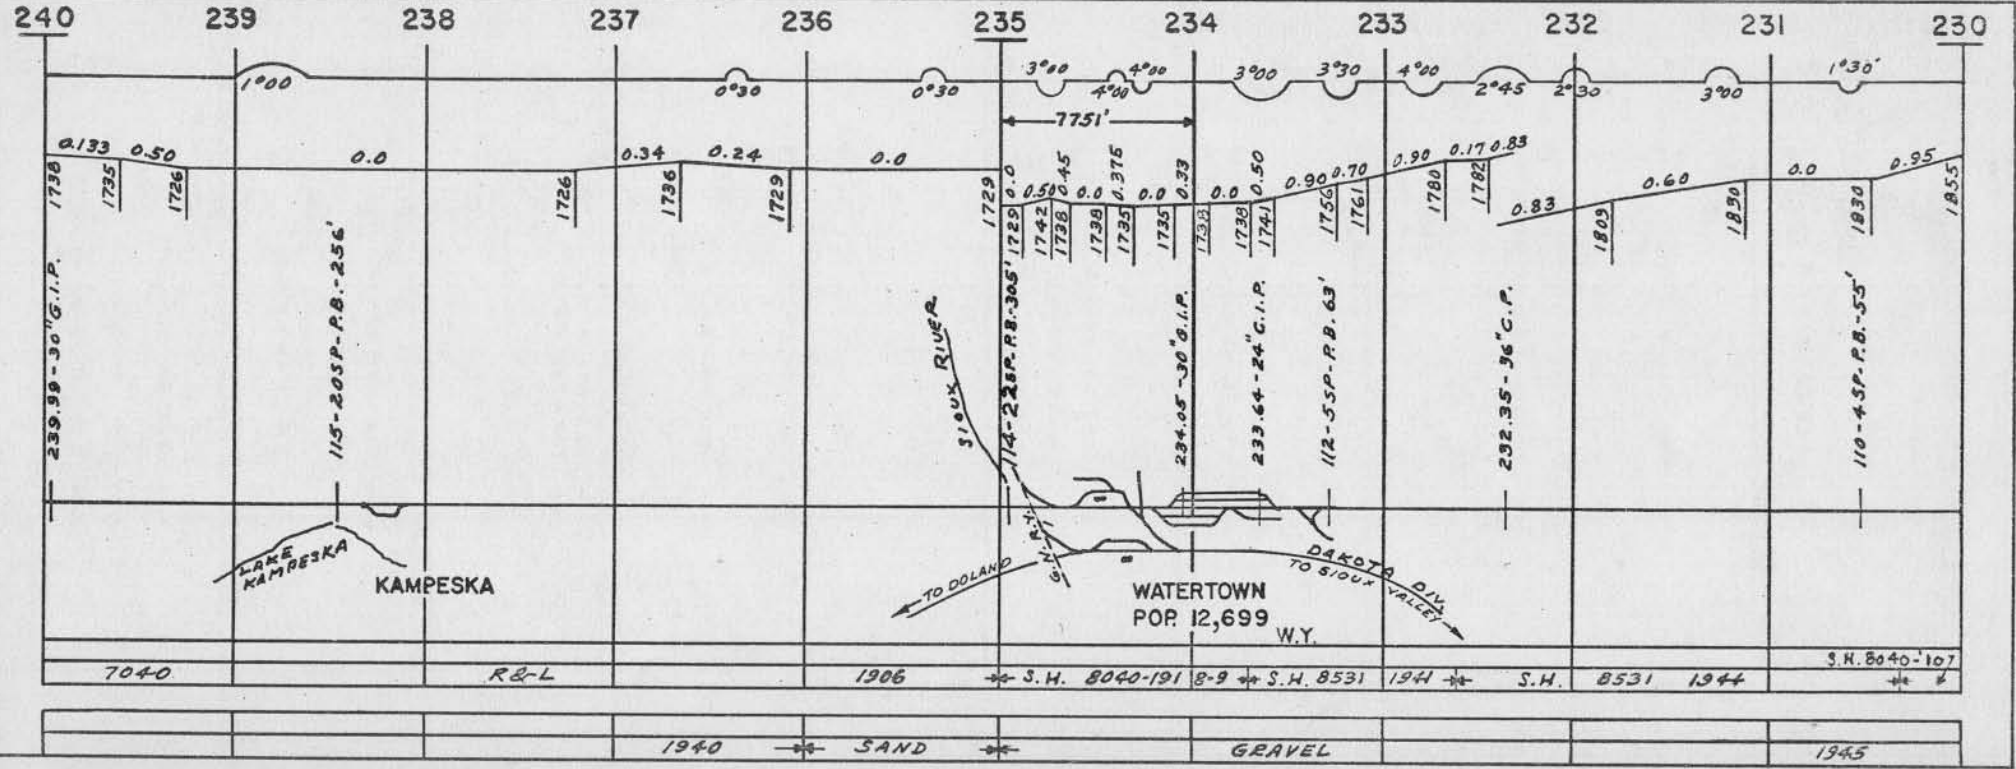 240 239 238 237 236 235 234 233 232 231 230
1°00 0°30 0°30 3°00 4°00 4°00 3°00 3°30 4°00 2°45 2°30 3°00 1°30'
7751'
0.133 0.50 0.0 0.34 0.24 0.0 0.0 0.50 0.45 0.0 0.375 0.0 0.33 0.0 0.50 0.90 0.70 0.90 0.17 0.83 0.83 0.60 0.0 0.95
1738 1735 1726 1726 1736 1729 1729 1729 1742 1738 1738 1735 1735 1738 1738 1741 1756 1761 1780 1782 1809 1830 1830 1855
239.99-30"G.I.P.
115-20SP-P.B.-256'
SIOUX RIVER
114-22SP-P.B.-305'
234.05-30"G.I.P.
233.64-24"C.I.P.
112-5SP-P.B. 63'
232.35-36"C.P.
110-4SP-P.B.-55'
LAKE
KAMPESKA
KAMPESKA
G.N. RY.
TO DOLAND
WATERTOWN
POP. 12,699
W.Y.
DAKOTA DIV.
TO SIOUX VALLEY
S.H. 8040-'107
7040 R&-L 1906 S.H. 8040-191 8-9 S.H. 8531 1941 S.H. 8531 1944
1940 SAND GRAVEL 1945